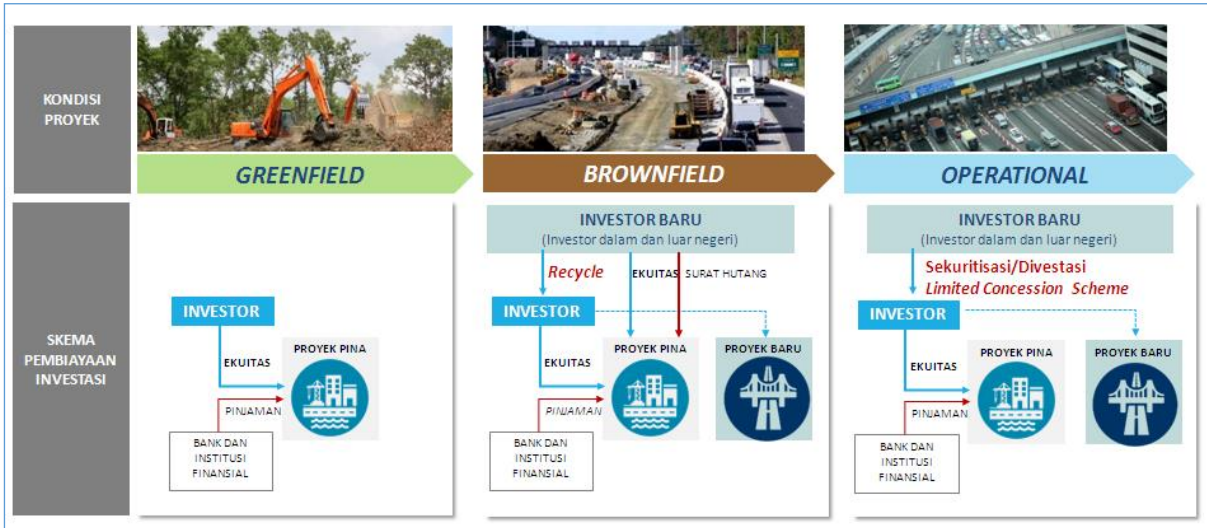 KONDISI
PROYEK
GREENFIELD
BROWNFIELD
OPERATIONAL
SKEMA
PEMBIAYAAN
INVESTASI
INVESTOR
EKUITAS
PROYEK PINA
PINJAMAN
BANK DAN
INSTITUSI
FINANSIAL
INVESTOR BARU
(Investor dalam dan luar negeri)
Recycle
EKUITAS
SURAT HUTANG
INVESTOR
EKUITAS
PROYEK PINA
PROYEK BARU
PINJAMAN
BANK DAN
INSTITUSI
FINANSIAL
INVESTOR BARU
(Investor dalam dan luar negeri)
Sekuritisasi/Divestasi
Limited Concession Scheme
INVESTOR
EKUITAS
PROYEK PINA
PROYEK BARU
PINJAMAN
BANK DAN
INSTITUSI
FINANSIAL